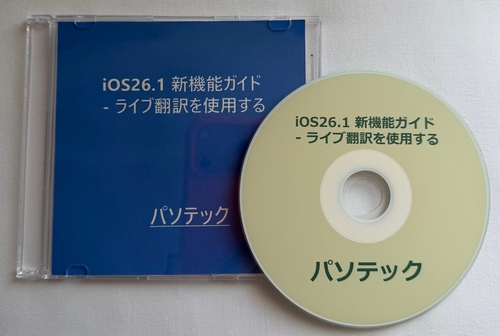 iOS26.1 新機能ガイド
- ライブ翻訳を使用する
パソテック
iOS26.1 新機能ガイド
- ライブ翻訳を使用する
パソテック